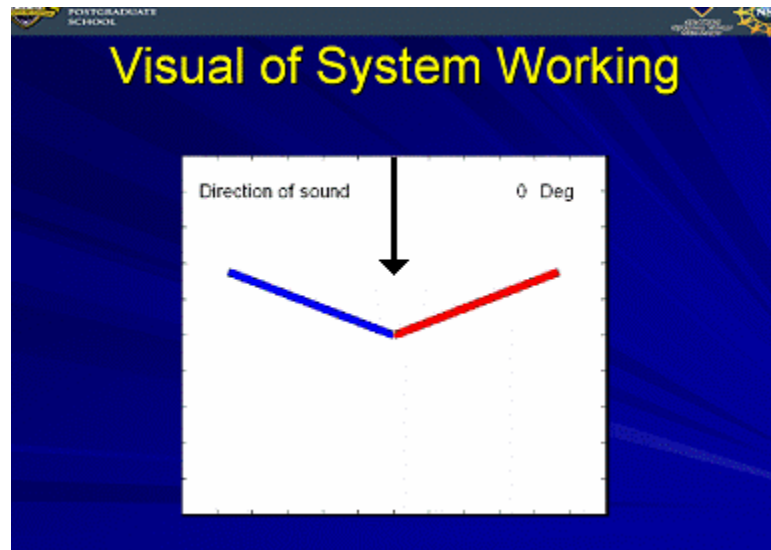 POSTGRADUATE
SCHOOL
Visual of System Working
Direction of sound 0 Deg